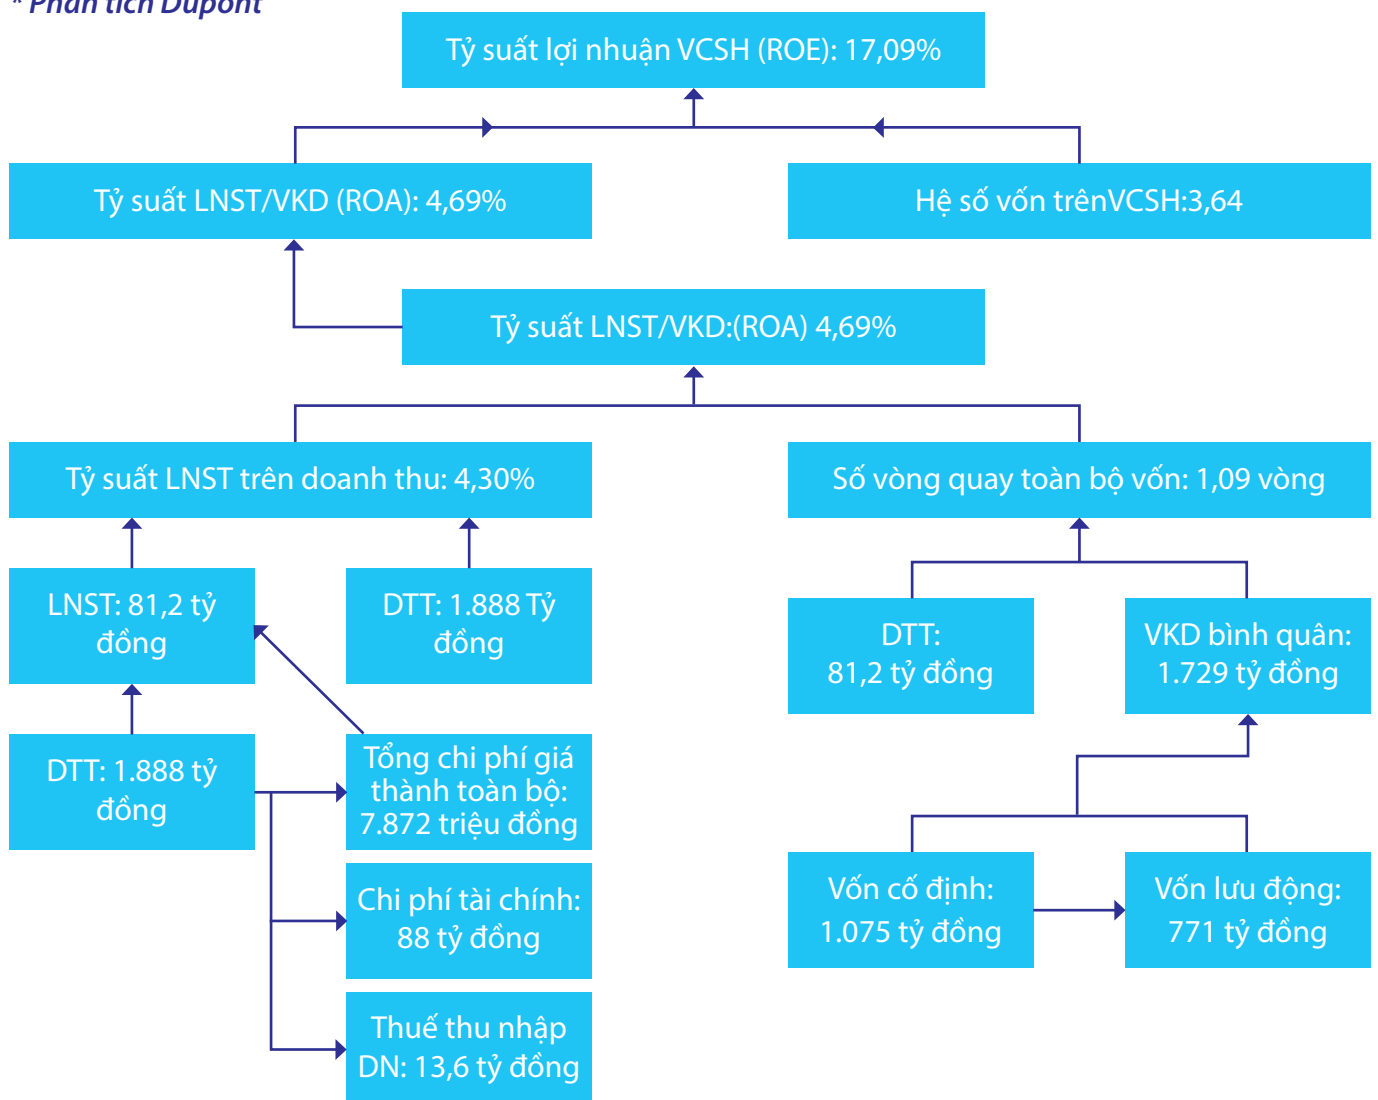 * Phân tích Dupont
Tỷ suất lợi nhuận VCSH (ROE): 17,09%
Tỷ suất LNST/VKD (ROA): 4,69%
Hệ số vốn trênVCSH:3,64
Tỷ suất LNST/VKD:(ROA) 4,69%
Tỷ suất LNST trên doanh thu: 4,30%
Số vòng quay toàn bộ vốn: 1,09 vòng
LNST: 81,2 tỷ
đồng
DTT: 1.888 Tỷ
đồng
DTT:
81,2 tỷ đồng
VKD bình quân:
1.729 tỷ đồng
DTT: 1.888 tỷ
đồng
Tổng chi phí giá
thành toàn bộ:
7.872 triệu đồng
Chi phí tài chính:
88 tỷ đồng
Thuế thu nhập
DN: 13,6 tỷ đồng
Vốn cố định:
1.075 tỷ đồng
Vốn lưu động:
771 tỷ đồng